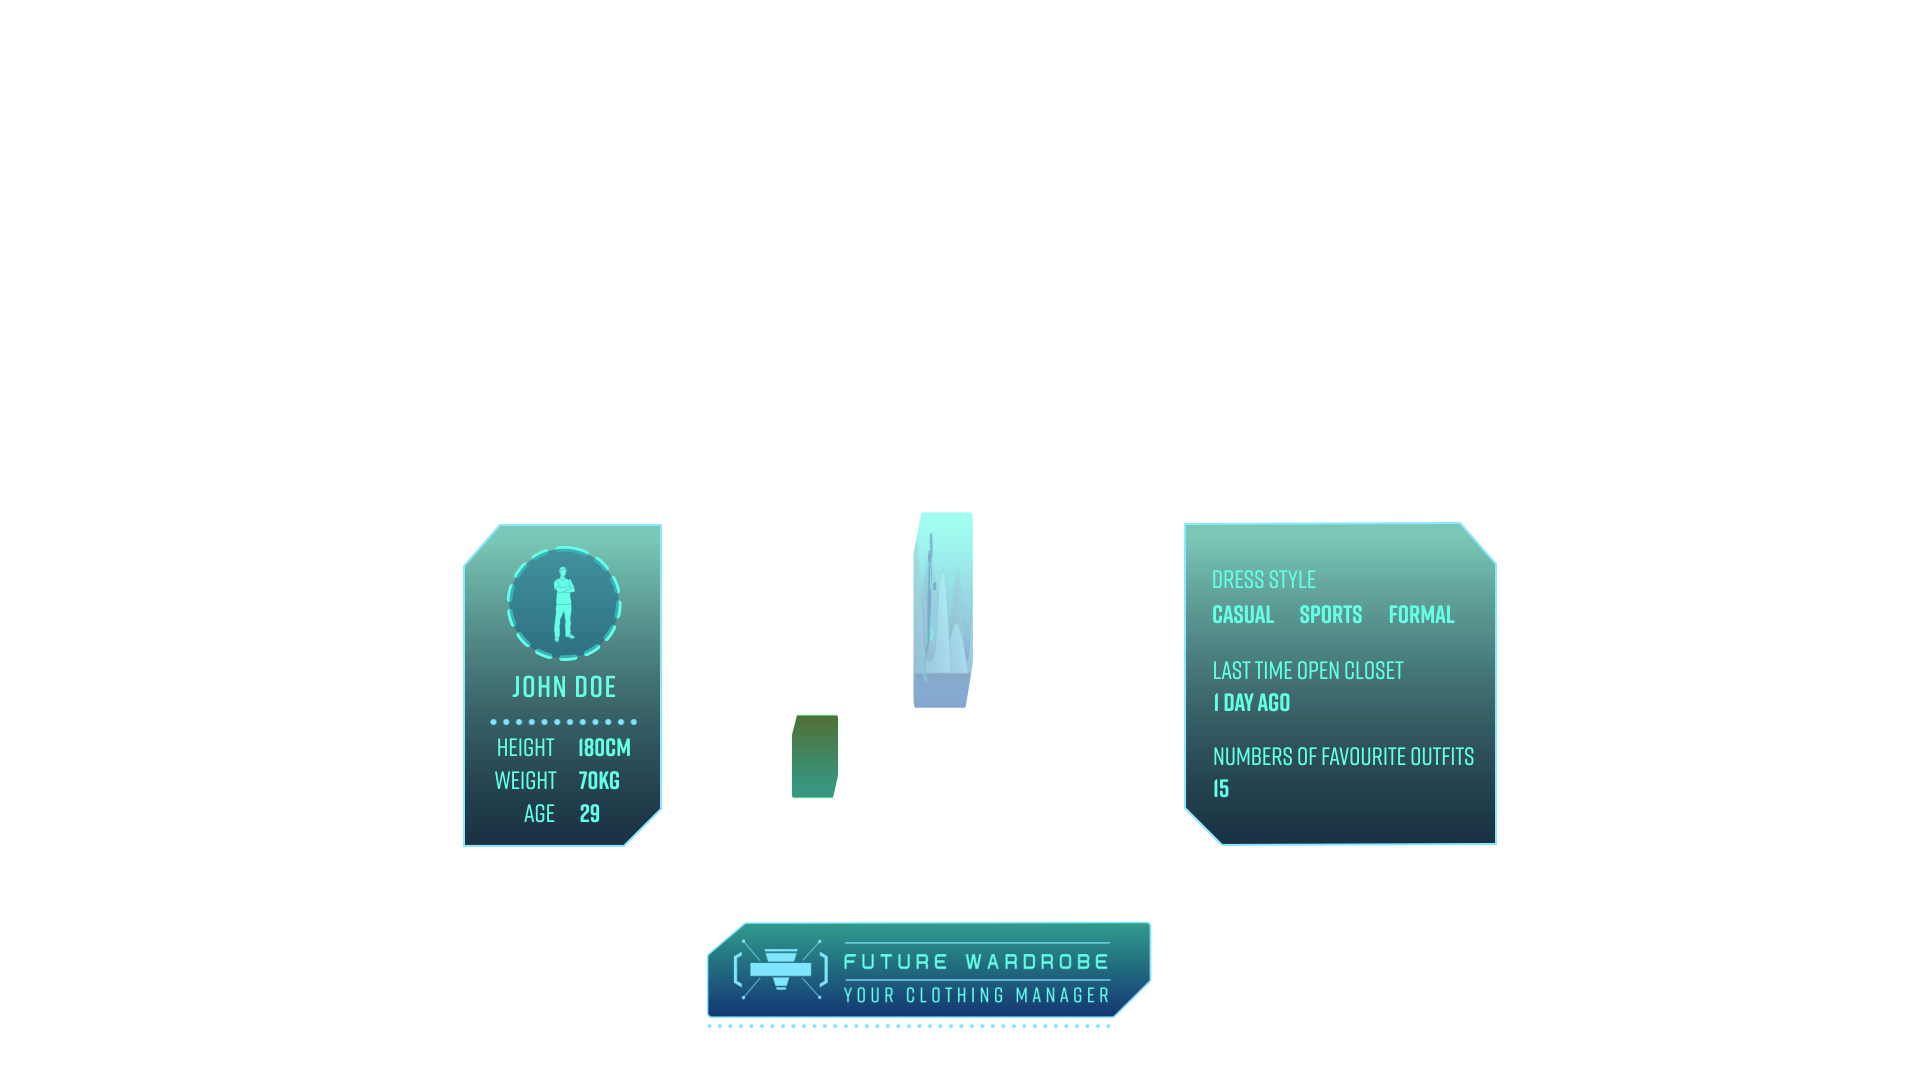 JOHN DOE
HEIGHT 180CM
WEIGHT 70KG
AGE 29
DRESS STYLE
CASUAL SPORTS FORMAL
LAST TIME OPEN CLOSET
1 DAY AGO
NUMBERS OF FAVOURITE OUTFITS
15
FUTURE WARDROBE
YOUR CLOTHING MANAGER